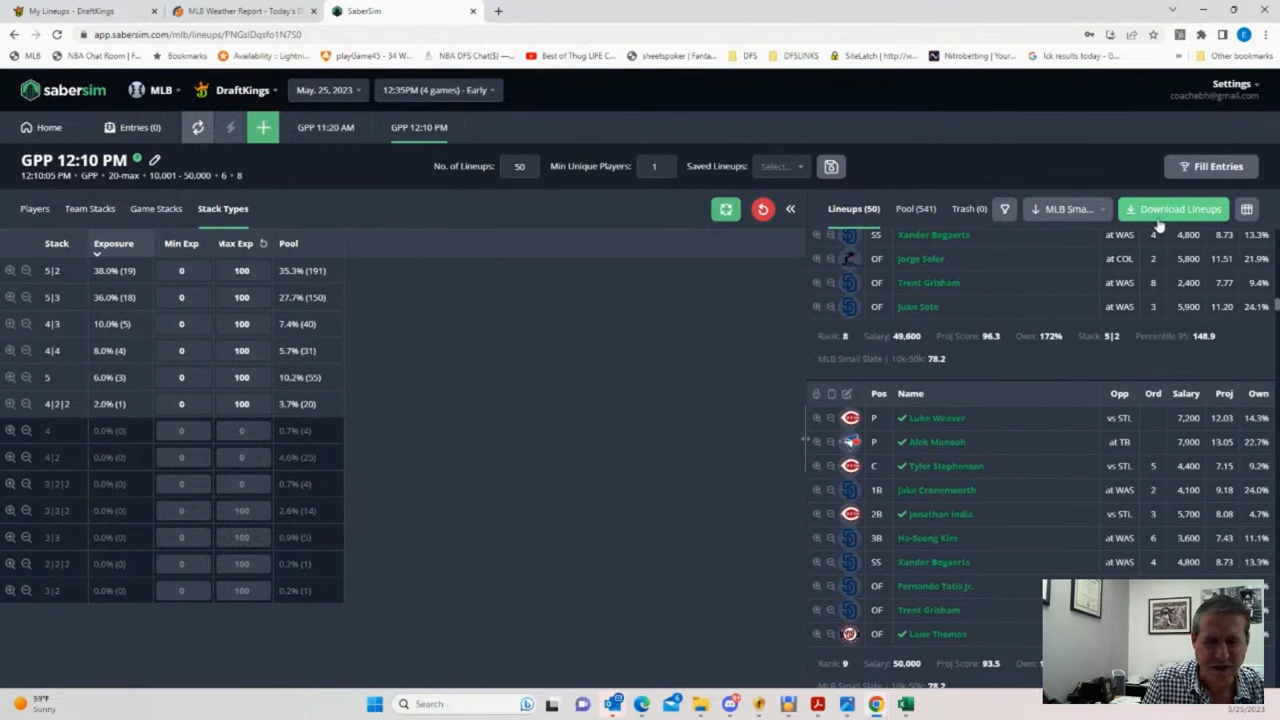 My Lineups - DraftKings
MLB Weather Report - Today's D
SaberSim
app.sabersim.com/mlb/lineups/PNGsiDqsfo1N7S0
MLB
NBA Chat Room | F...
Bookmarks
Availability :: Lightni...
playGame45 - 34 W...
NBA DFS Chat($) —...
Best of Thug LIFE C...
sheetspoker | Fanta...
DFS
DFSLINKS
SiteLatch | http://w...
Nitrobetting | Your...
Ick results today - G...
Other bookmarks
sabersim
MLB
DraftKings
May. 25, 2023
12:35PM (4 games) - Early
Settings
coachebh@gmail.com
Home
Entries (0)
GPP 11:20 AM
GPP 12:10 PM
GPP 12:10 PM
12:10:05 PM • GPP • 20-max • 10,001 - 50,000 • 6 • 8
No. of Lineups: 50
Min Unique Players: 1
Saved Lineups: Select...
Fill Entries
Players
Team Stacks
Game Stacks
Stack Types
Lineups (50)
Pool (541)
Trash (0)
MLB Sma...
Download Lineups
Stack Exposure Min Exp Max Exp Pool
5|2 38.0% (19) 0 100 35.3% (191)
5|3 36.0% (18) 0 100 27.7% (150)
4|3 10.0% (5) 0 100 7.4% (40)
4|4 8.0% (4) 0 100 5.7% (31)
5 6.0% (3) 0 100 10.2% (55)
4|2|2 2.0% (1) 0 100 3.7% (20)
4 0.0% (0) 0 0 0.7% (4)
4|2 0.0% (0) 0 0 4.6% (25)
3|2|2 0.0% (0) 0 0 0.7% (4)
3|3|2 0.0% (0) 0 0 2.6% (14)
3|3 0.0% (0) 0 0 0.9% (5)
2|2|2 0.0% (0) 0 0 0.2% (1)
3|2 0.0% (0) 0 0 0.2% (1)
SS Xander Bogaerts at WAS 4 4,800 8.73 13.3%
OF Jorge Soler at COL 2 5,800 11.51 21.9%
OF Trent Grisham at WAS 8 2,400 7.77 9.4%
OF Juan Soto at WAS 3 5,900 11.20 24.1%
Rank: 8 Salary: 49,600 Proj Score: 96.3 Own: 172% Stack: 5|2 Percentile 95: 148.9
MLB Small Slate | 10k-50k: 78.2
Pos Name Opp Ord Salary Proj Own
P Luke Weaver vs STL 7,200 12.03 14.3%
P Alek Manoah at TB 7,900 13.05 22.7%
C Tyler Stephenson vs STL 5 4,400 7.15 9.2%
1B Jake Cronenworth at WAS 2 4,100 9.18 24.0%
2B Jonathan India vs STL 3 5,700 8.08 4.7%
3B Ha-Seong Kim at WAS 6 3,600 7.43 11.1%
SS Xander Bogaerts at WAS 4 4,800 8.73 13.3%
OF Fernando Tatis Jr.
OF Trent Grisham
OF Lane Thomas
Rank: 9 Salary: 50,000 Proj Score: 93.5
MLB Small Slate | 10k-50k: 78.2
59°F
Sunny
Search
5/25/2023